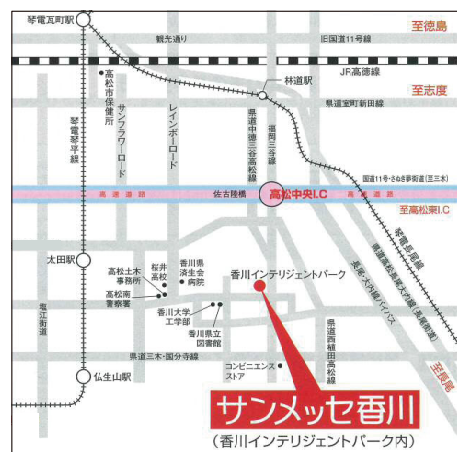 琴電瓦町駅
至徳島
観光通り
旧国道11号線
JR高徳線
林道駅
至志度
県道室町新田線
高松市保健所
サンフラワーロード
レインボーロード
県道中徳三谷高松線
福岡三谷線
琴電琴平線
国道11号・さぬき夢街道(至三木)
高速道路
佐古陸橋
高松中央I.C
高速道路
至高松東I.C
琴電長尾線
県道高松長尾大内線(長尾街道)
長尾・大内線バイパス
太田駅
高松土木事務所
桜井高校
香川県済生会病院
高松南警察署
香川インテリジェントパーク
香川大学工学部
香川県立図書館
塩江街道
県道西植田高松線
県道三木・国分寺線
コンビニエンスストア
至長尾
仏生山駅
サンメッセ香川
(香川インテリジェントパーク内)